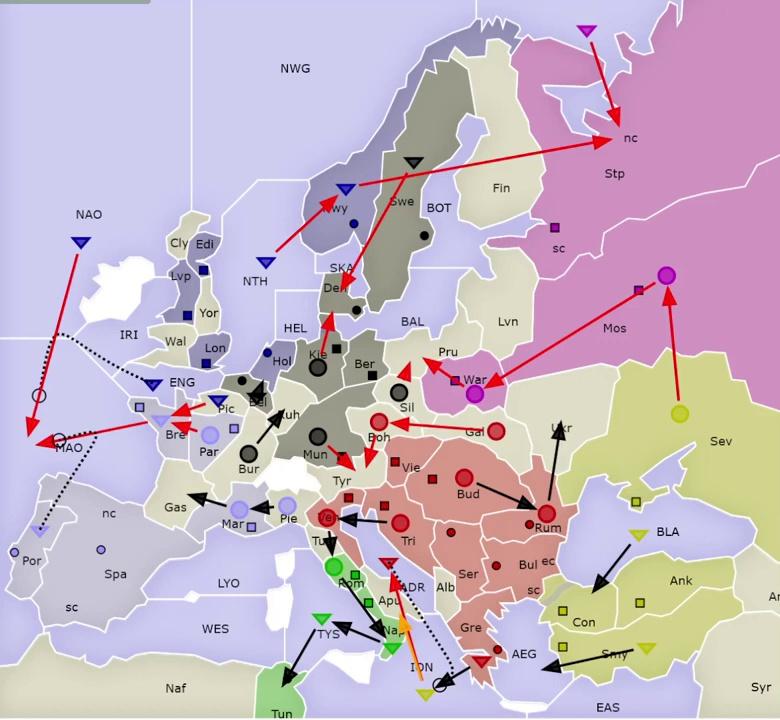 NWG
nc
Stp
Fin
NAO
Nwy
Swe
BOT
sc
Cly
Edi
NTH
SKA
Den
Lvp
Mos
IRI
Yor
HEL
BAL
Lvn
Wal
Lon
Hol
Kie
Ber
Pru
War
ENG
Bel
Sil
Pic
Ruh
Bre
Par
Boh
Gal
Ukr
Sev
MAO
Bur
Mun
Vie
Tyr
Bud
nc
Gas
Mar
Pie
Ven
Tri
Rum
BLA
Por
Spa
Tu
Rom
Ser
Bul
ec
Ank
Arm
LYO
ADR
Alb
sc
Apu
Con
sc
WES
TYS
Nap
Gre
AEG
Smy
ION
Naf
Tun
EAS
Syr